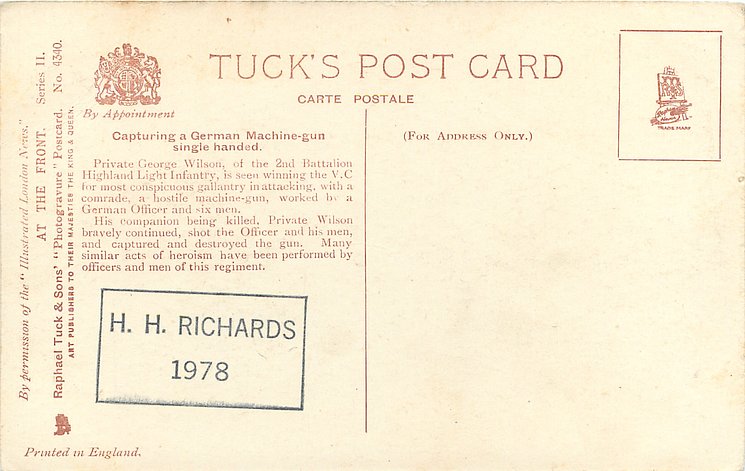 TUCK'S POST CARD
CARTE POSTALE
By Appointment
(FOR ADDRESS ONLY.)
TRADE MARK
Capturing a German Machine-gun
single handed.
Private George Wilson, of the 2nd Battalion
Highland Light Infantry, is seen winning the V.C
for most conspicuous gallantry in attacking, with a
comrade, a hostile machine-gun, worked by a
German Officer and six men.
His companion being killed, Private Wilson
bravely continued, shot the Officer and his men,
and captured and destroyed the gun. Many
similar acts of heroism have been performed by
officers and men of this regiment.
By permission of the "Illustrated London News."
AT THE FRONT. Series II.
Raphael Tuck & Sons' "Photogravure" Postcard. No. 4340.
ART PUBLISHERS TO THEIR MAJESTIES THE KING & QUEEN.
H. H. RICHARDS
1978
Printed in England.